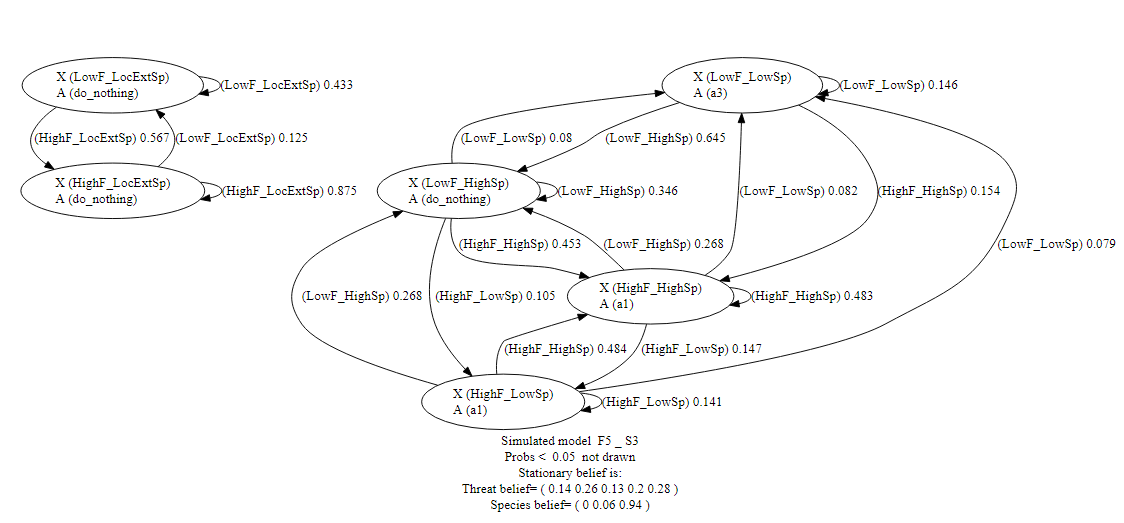 X (LowF_LocExtSp)
A (do_nothing)
(LowF_LocExtSp) 0.433
X (LowF_LowSp)
A (a3)
(LowF_LowSp) 0.146
(HighF_LocExtSp) 0.567
(LowF_LocExtSp) 0.125
(LowF_LowSp) 0.08
(LowF_HighSp) 0.645
X (HighF_LocExtSp)
A (do_nothing)
(HighF_LocExtSp) 0.875
X (LowF_HighSp)
A (do_nothing)
(LowF_HighSp) 0.346
(LowF_LowSp) 0.082
(HighF_HighSp) 0.154
(HighF_HighSp) 0.453
(LowF_HighSp) 0.268
(LowF_LowSp) 0.079
(LowF_HighSp) 0.268
(HighF_LowSp) 0.105
X (HighF_HighSp)
A (a1)
(HighF_HighSp) 0.483
(HighF_HighSp) 0.484
(HighF_LowSp) 0.147
X (HighF_LowSp)
A (a1)
(HighF_LowSp) 0.141
Simulated model F5 _ S3
Probs < 0.05 not drawn
Stationary belief is:
Threat belief= ( 0.14 0.26 0.13 0.2 0.28 )
Species belief= ( 0 0.06 0.94 )